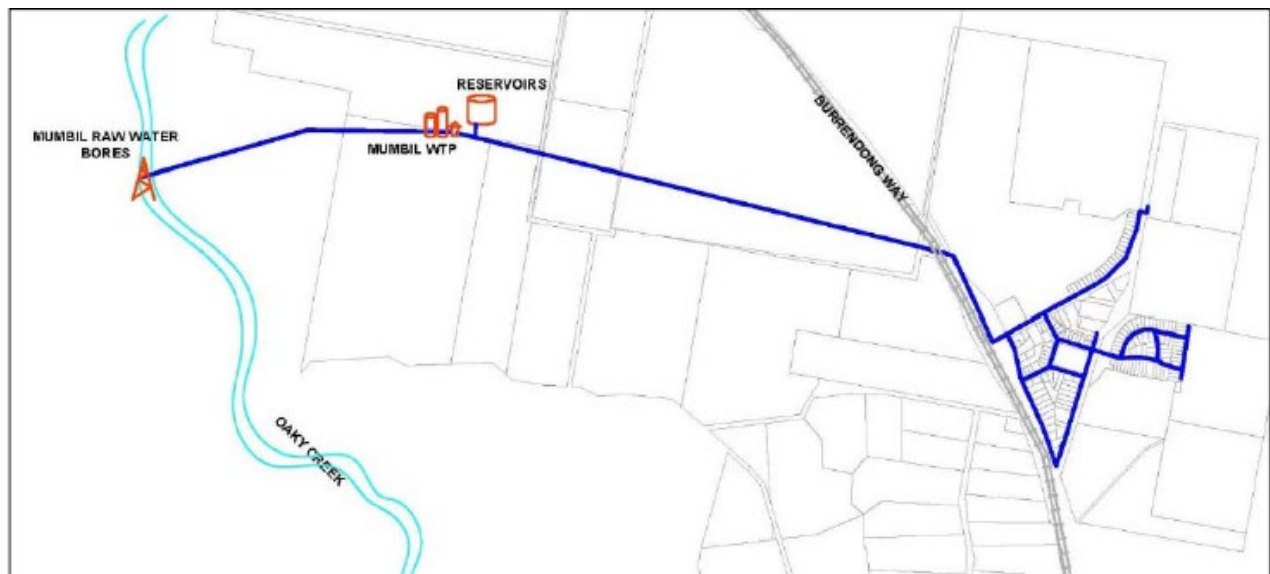 RESERVOIRS
MUMBIL RAW WATER
BORES
MUMBIL WTP
BURRENDONG WAY
OAKY CREEK